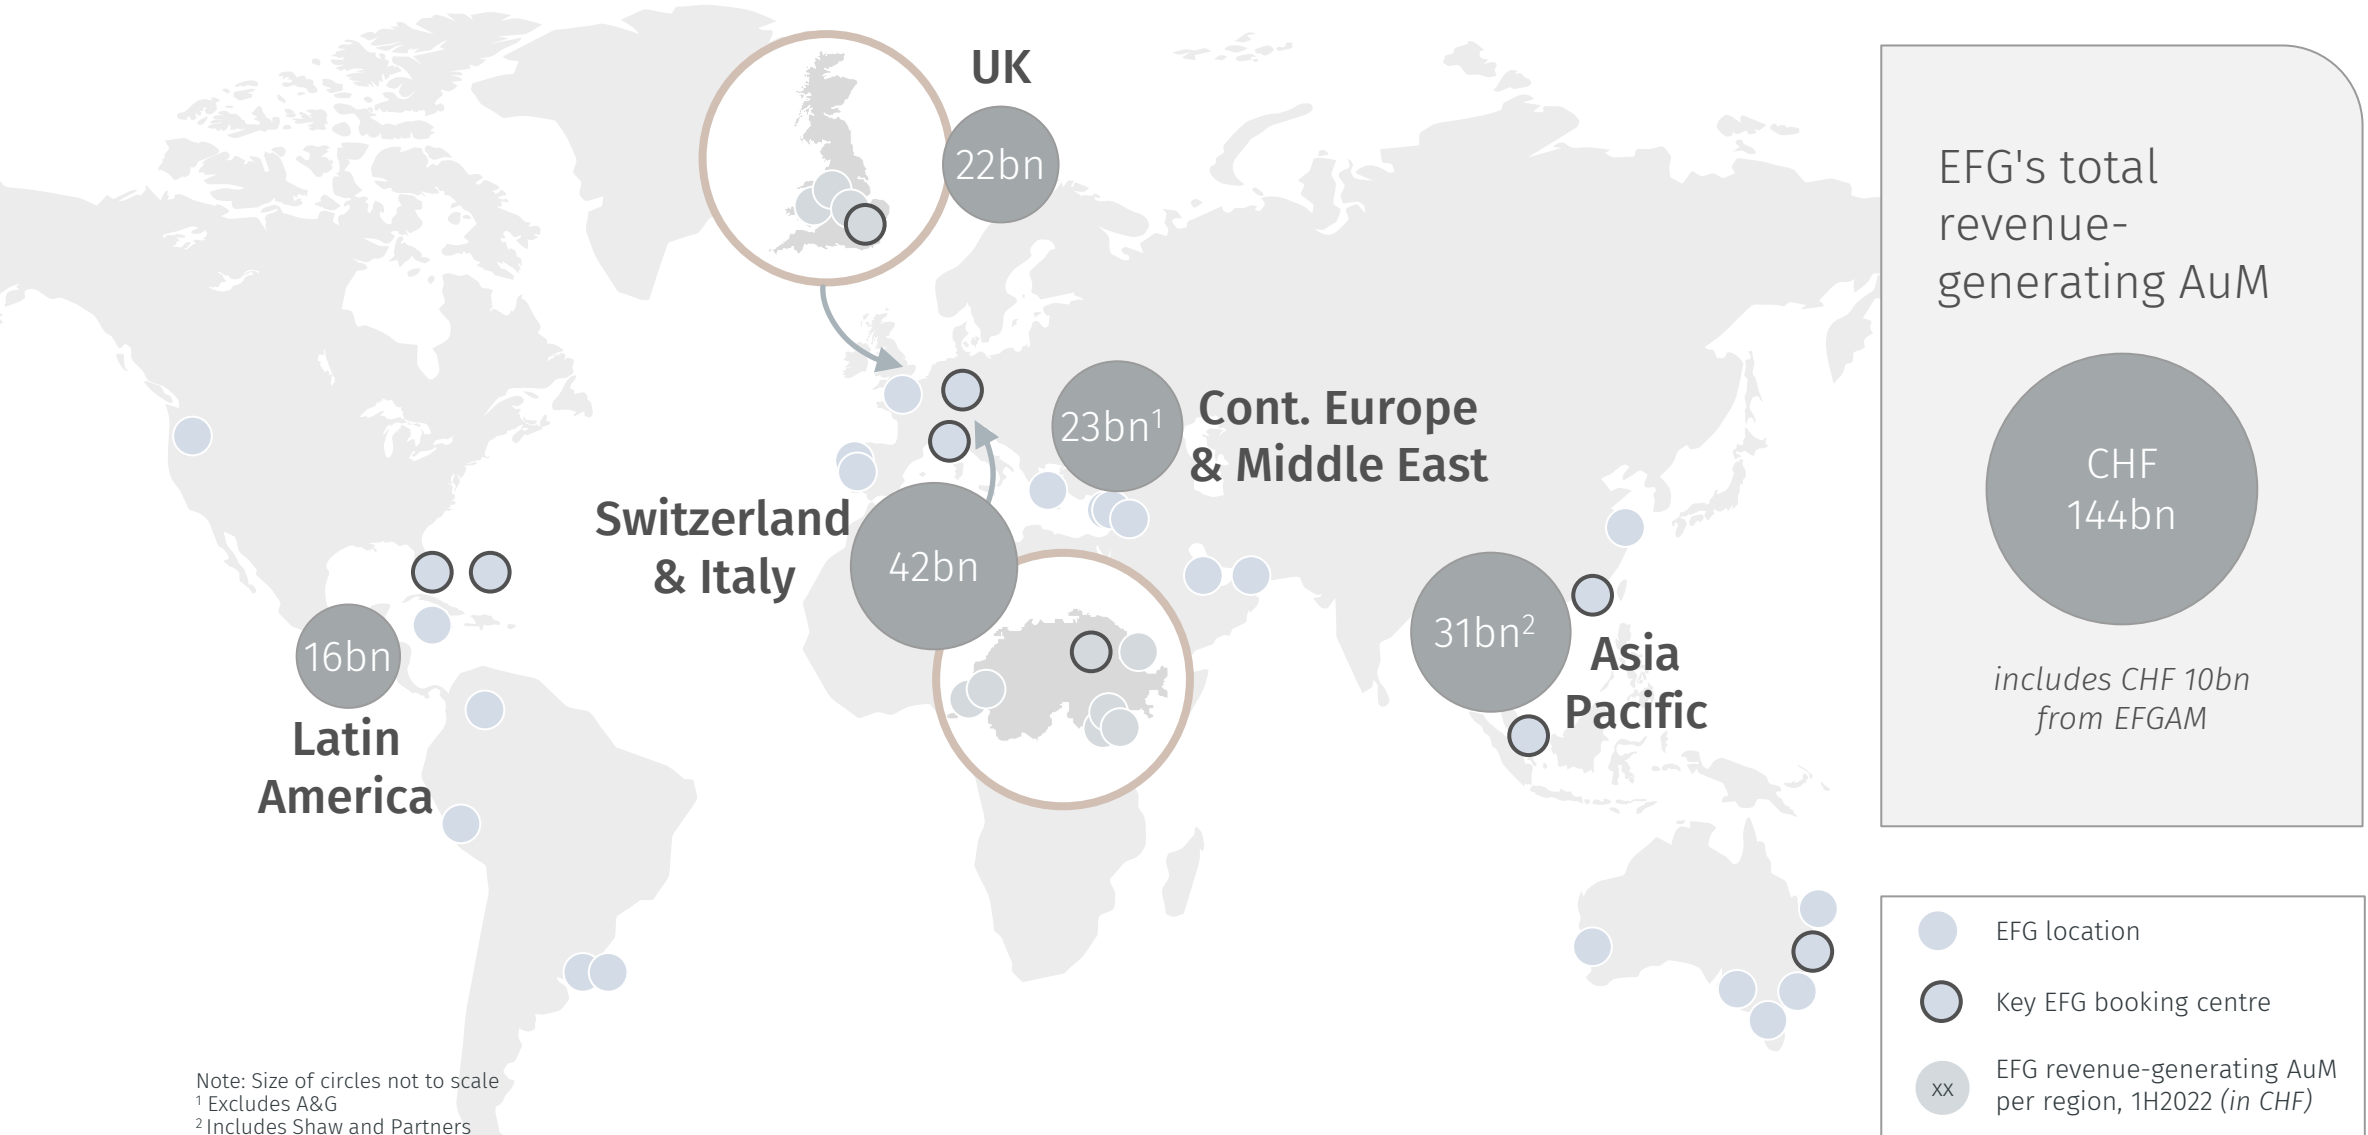 UK
22bn
EFG's total
revenue-
generating AuM
CHF
144bn
includes CHF 10bn
from EFGAM
23bn¹
Cont. Europe
& Middle East
Switzerland
& Italy
42bn
31bn²
Asia
Pacific
16bn
Latin
America
EFG location
Key EFG booking centre
xx
EFG revenue-generating AuM
per region, 1H2022 (in CHF)
Note: Size of circles not to scale
¹ Excludes A&G
² Includes Shaw and Partners